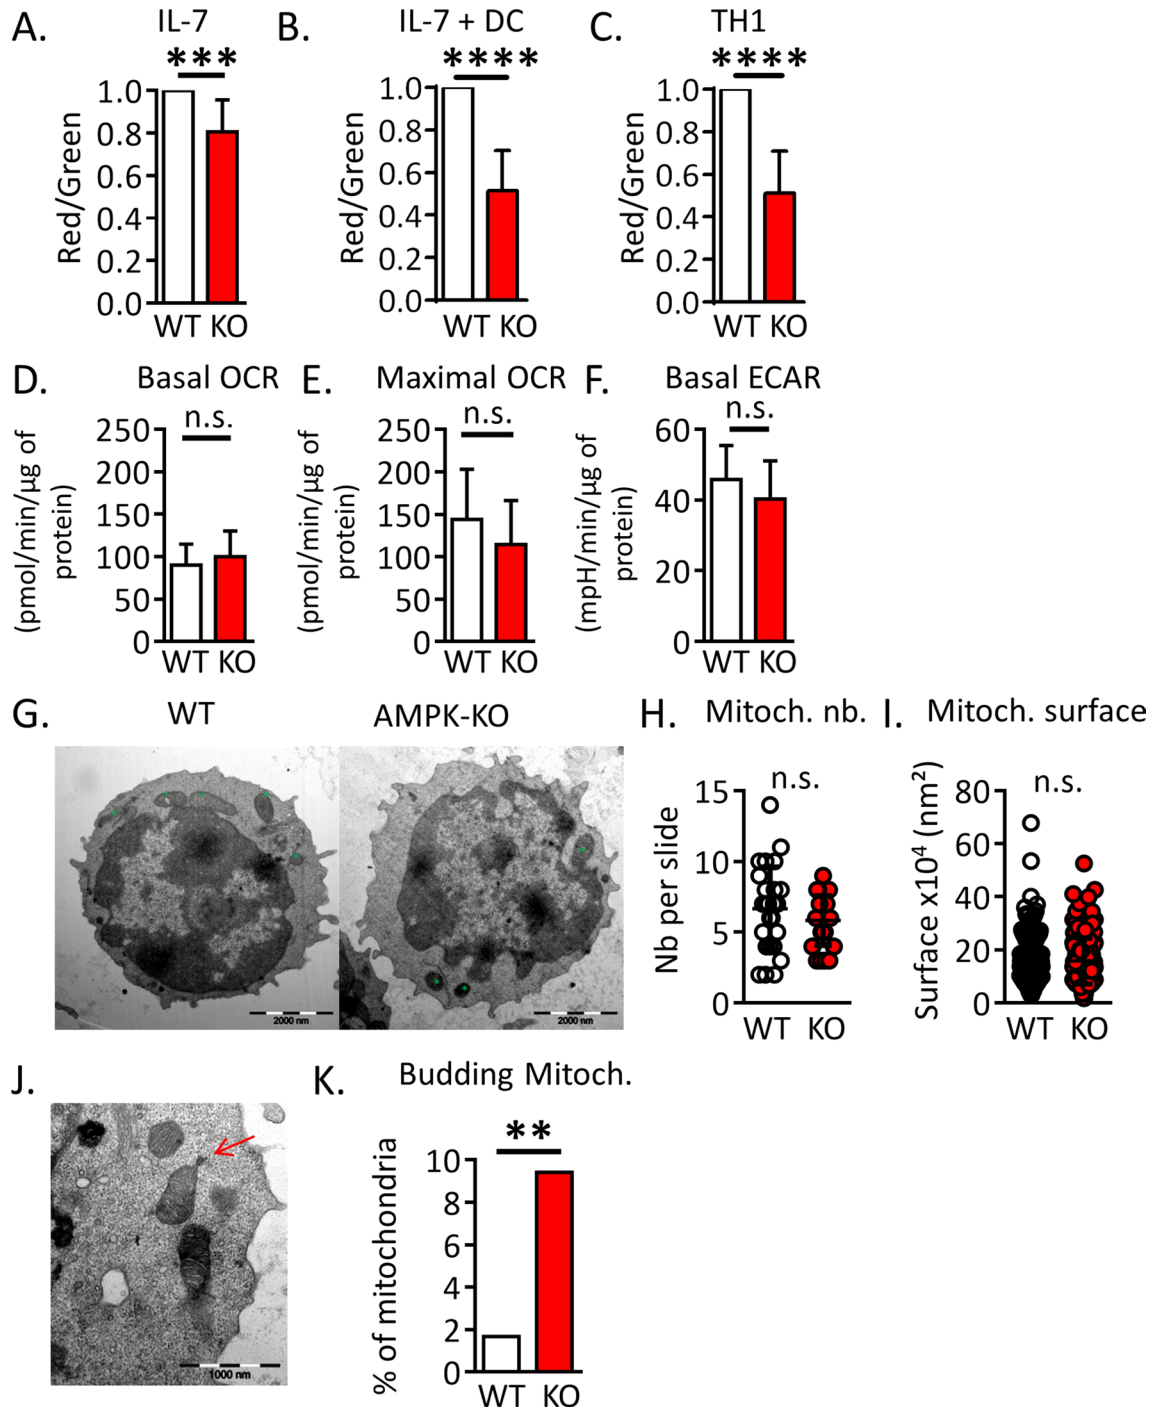 A. IL-7
***
Red/Green
1.0
0.8
0.6
0.4
0.2
0.0
WT KO
B. IL-7 + DC
****
Red/Green
1.0
0.8
0.6
0.4
0.2
0.0
WT KO
C. TH1
****
Red/Green
1.0
0.8
0.6
0.4
0.2
0.0
WT KO
D. Basal OCR
n.s.
(pmol/min/µg of
protein)
250
200
150
100
50
0
WT KO
E. Maximal OCR
n.s.
(pmol/min/µg of
protein)
250
200
150
100
50
0
WT KO
F. Basal ECAR
n.s.
(mpH/min/µg of
protein)
60
40
20
0
WT KO
G. WT AMPK-KO
2000 nm
2000 nm
H. Mitoch. nb.
n.s.
Nb per slide
15
10
5
0
WT KO
I. Mitoch. surface
n.s.
Surface x10⁴ (nm²)
80
60
40
20
0
WT KO
J.
1000 nm
K. Budding Mitoch.
**
% of mitochondria
10
8
6
4
2
0
WT KO